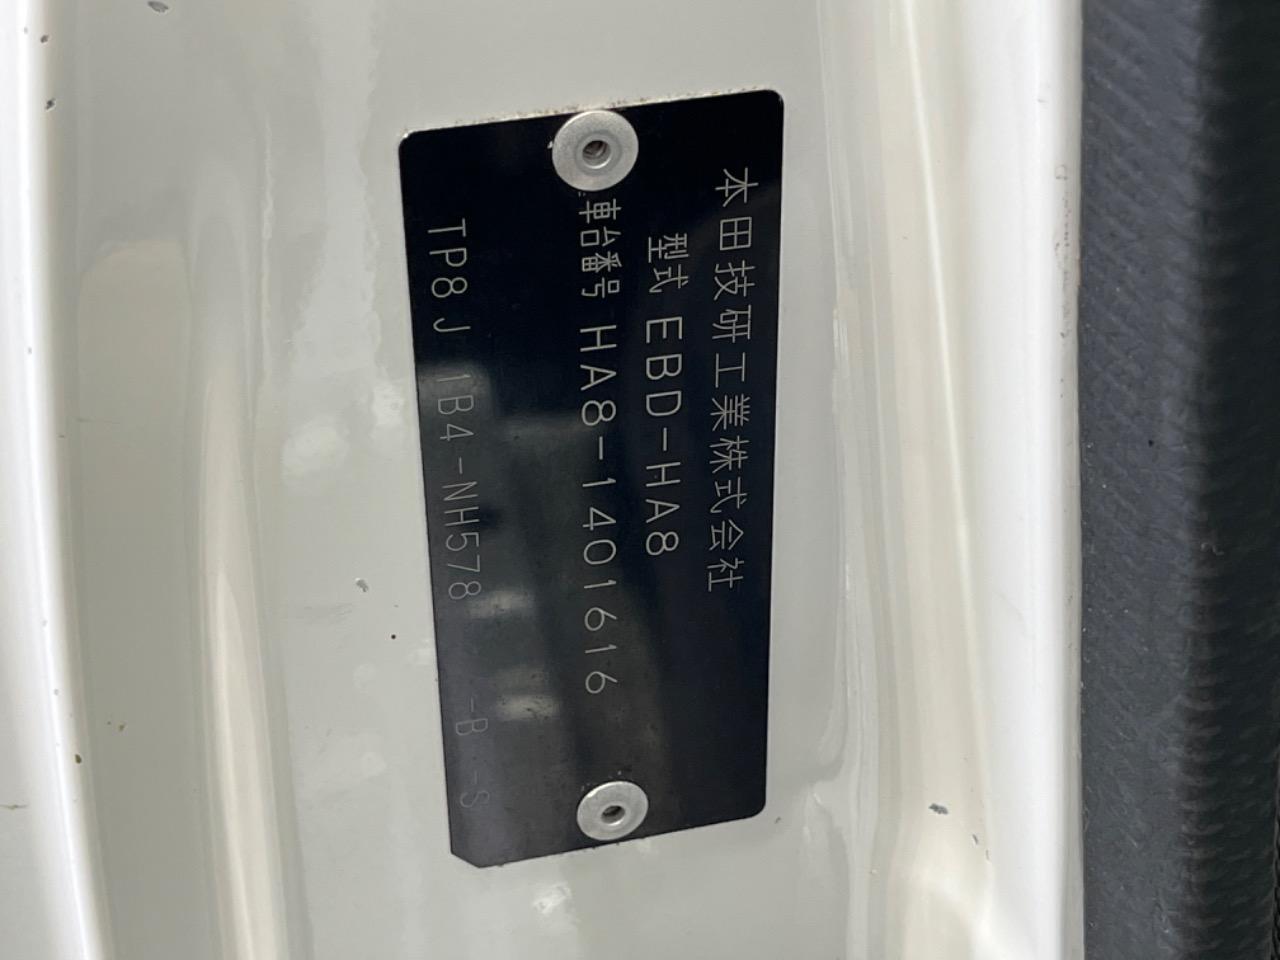 本田技研工業株式会社
型式 EBD-HA8
車台番号 HA8-1401616
TP8J 1B4-NH578 -B -S